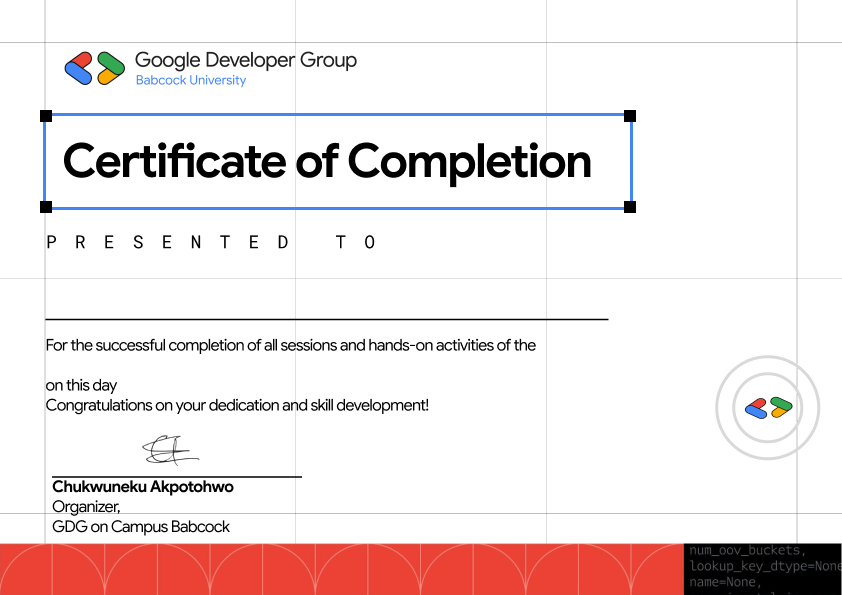 Google Developer Group
Babcock University
Certificate of Completion
PRESENTED TO
For the successful completion of all sessions and hands-on activities of the
on this day
Congratulations on your dedication and skill development!
Chukwuneku Akpotohwo
Organizer,
GDG on Campus Babcock
num_oov_buckets,
lookup_key_dtype=None
name=None,